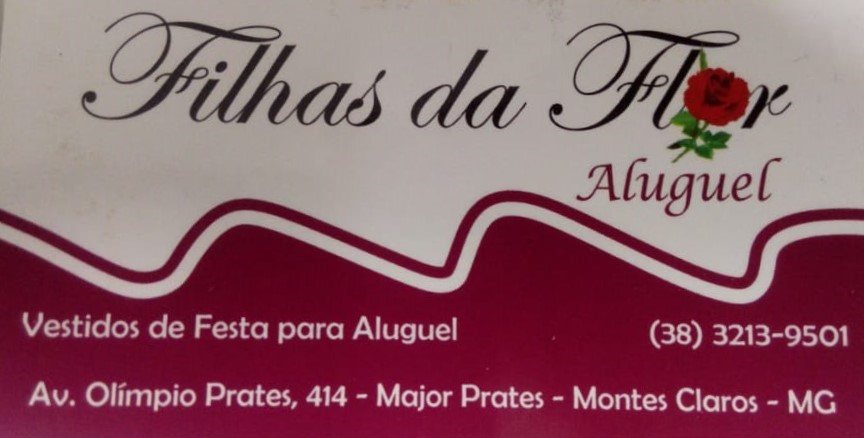 Filhas da Flor
Aluguel
Vestidos de Festa para Aluguel (38) 3213-9501
Av. Olímpio Prates, 414 - Major Prates - Montes Claros - MG